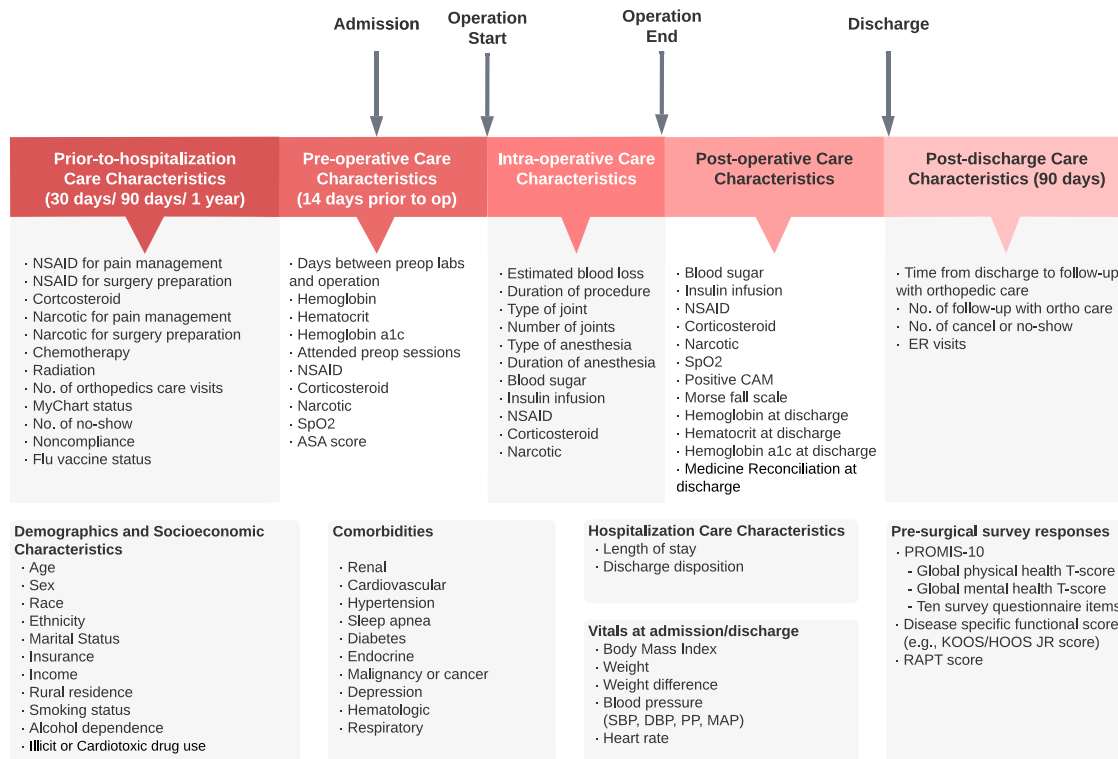 Admission
Operation
Start
Operation
End
Discharge
Prior-to-hospitalization
Care Characteristics
(30 days/ 90 days/ 1 year)
Pre-operative Care
Characteristics
(14 days prior to op)
Intra-operative Care
Characteristics
Post-operative Care
Characteristics
Post-discharge Care
Characteristics (90 days)
· NSAID for pain management
· NSAID for surgery preparation
· Cortcosteroid
· Narcotic for pain management
· Narcotic for surgery preparation
· Chemotherapy
· Radiation
· No. of orthopedics care visits
· MyChart status
· No. of no-show
· Noncompliance
· Flu vaccine status
· Days between preop labs
and operation
· Hemoglobin
· Hematocrit
· Hemoglobin a1c
· Attended preop sessions
· NSAID
· Corticosteroid
· Narcotic
· SpO2
· ASA score
· Estimated blood loss
· Duration of procedure
· Type of joint
· Number of joints
· Type of anesthesia
· Duration of anesthesia
· Blood sugar
· Insulin infusion
· NSAID
· Corticosteroid
· Narcotic
· Blood sugar
· Insulin infusion
· NSAID
· Corticosteroid
· Narcotic
· SpO2
· Positive CAM
· Morse fall scale
· Hemoglobin at discharge
· Hematocrit at discharge
· Hemoglobin a1c at discharge
· Medicine Reconciliation at
discharge
· Time from discharge to follow-up
with orthopedic care
· No. of follow-up with ortho care
· No. of cancel or no-show
· ER visits
Demographics and Socioeconomic
Characteristics
· Age
· Sex
· Race
· Ethnicity
· Marital Status
· Insurance
· Income
· Rural residence
· Smoking status
· Alcohol dependence
· Illicit or Cardiotoxic drug use
Comorbidities
· Renal
· Cardiovascular
· Hypertension
· Sleep apnea
· Diabetes
· Endocrine
· Malignancy or cancer
· Depression
· Hematologic
· Respiratory
Hospitalization Care Characteristics
· Length of stay
· Discharge disposition
Vitals at admission/discharge
· Body Mass Index
· Weight
· Weight difference
· Blood pressure
(SBP, DBP, PP, MAP)
· Heart rate
Pre-surgical survey responses
· PROMIS-10
- Global physical health T-score
- Global mental health T-score
- Ten survey questionnaire items
· Disease specific functional score
(e.g., KOOS/HOOS JR score)
· RAPT score